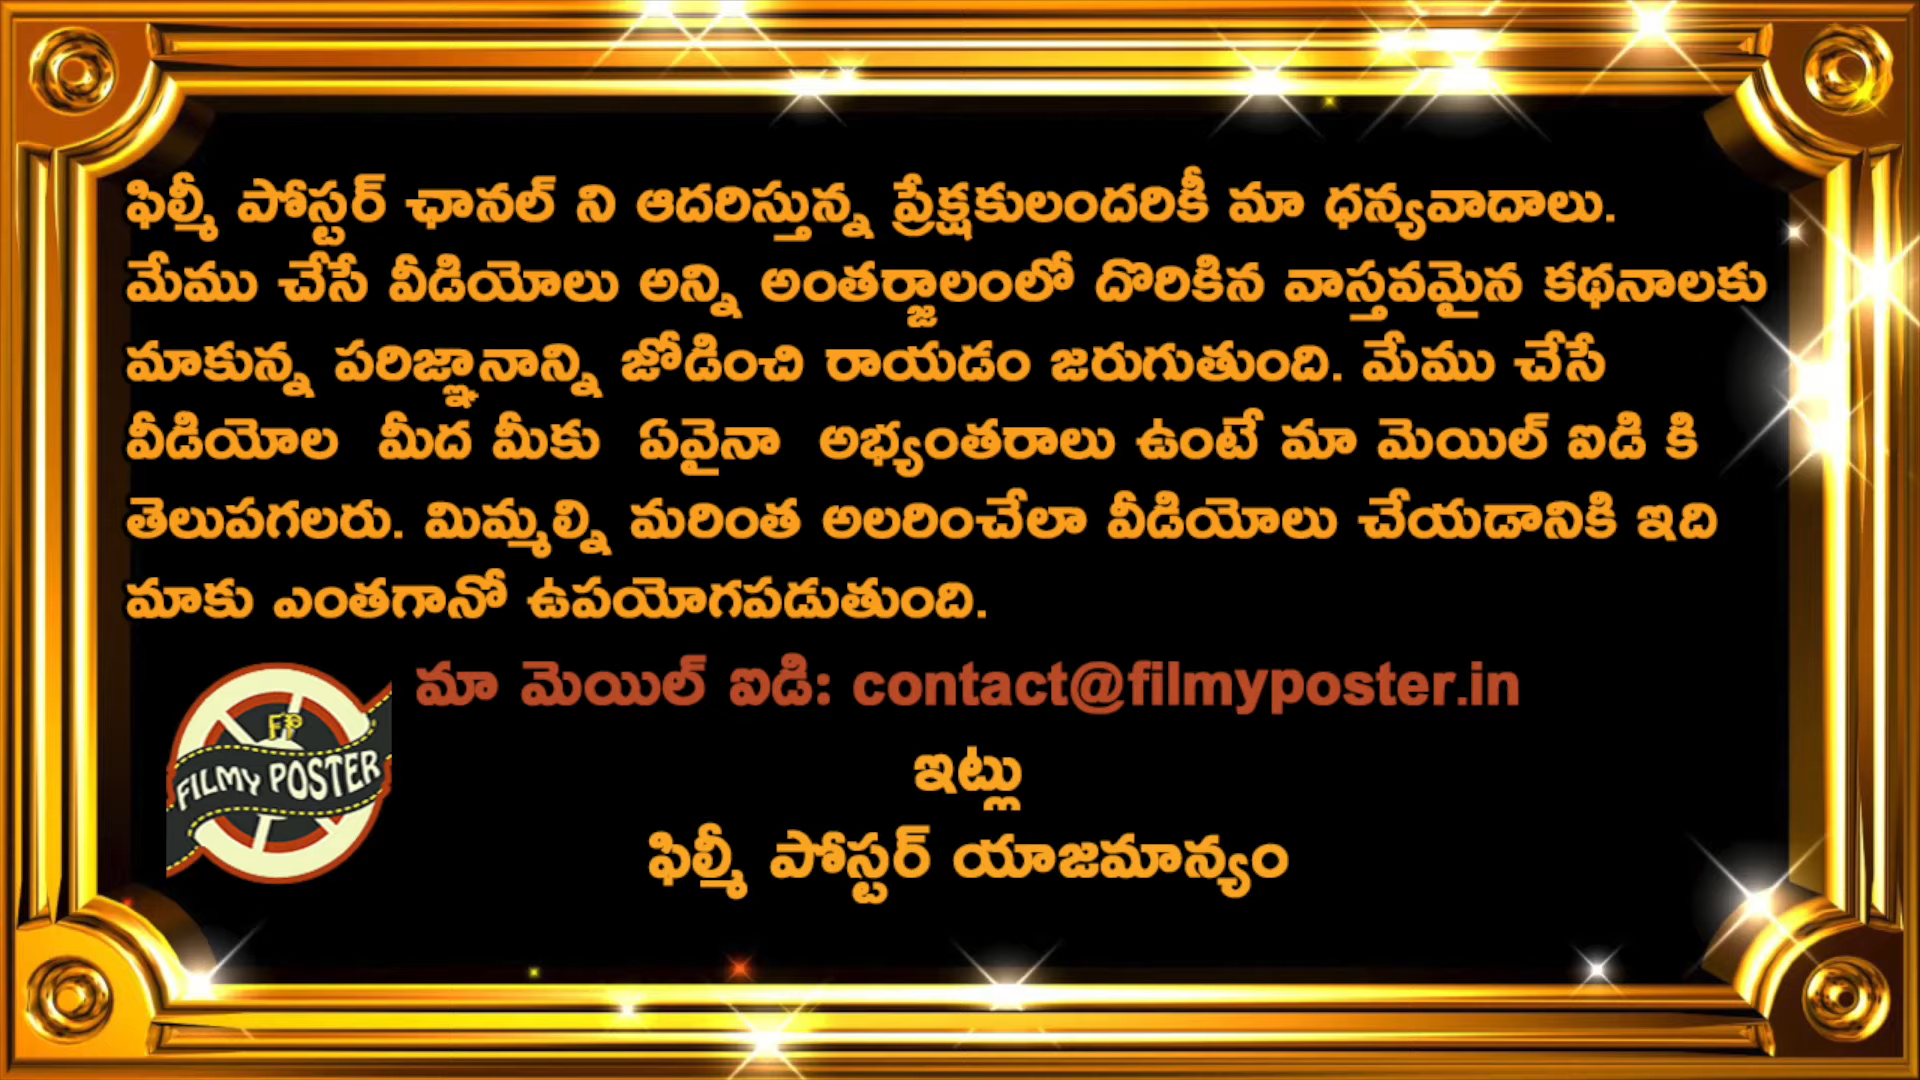 ఫిల్మీ పోస్టర్ ఛానల్ ని ఆదరిస్తున్న ప్రేక్షకులందరికీ మా ధన్యవాదాలు.
మేము చేసే వీడియోలు అన్ని అంతర్జాలంలో దొరికిన వాస్తవమైన కథనాలకు
మాకున్న పరిజ్ఞానాన్ని జోడించి రాయడం జరుగుతుంది. మేము చేసే
వీడియోల మీద మీకు ఏవైనా అభ్యంతరాలు ఉంటే మా మెయిల్ ఐడి కి
తెలుపగలరు. మిమ్మల్ని మరింత అలరించేలా వీడియోలు చేయడానికి ఇది
మాకు ఎంతగానో ఉపయోగపడుతుంది.
మా మెయిల్ ఐడి: contact@filmyposter.in
FP
FILMY POSTER
ఇట్లు
ఫిల్మీ పోస్టర్ యాజమాన్యం